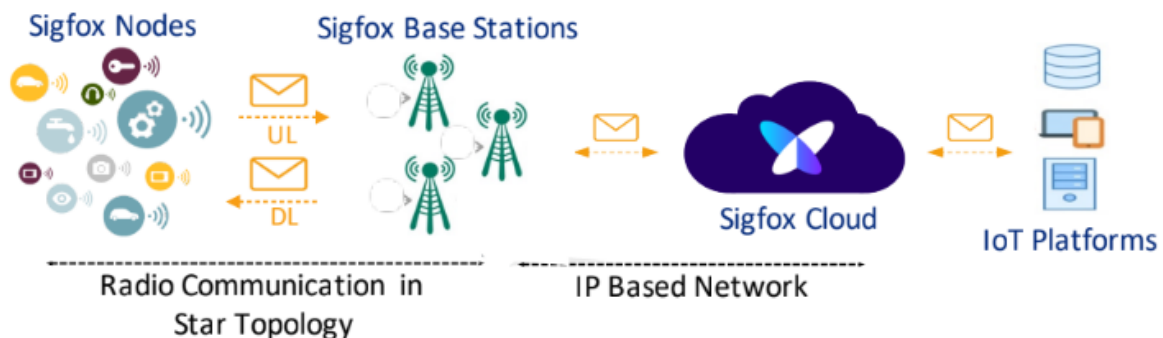 Sigfox Nodes
Sigfox Base Stations
UL
DL
Sigfox Cloud
IoT Platforms
Radio Communication in
Star Topology
IP Based Network